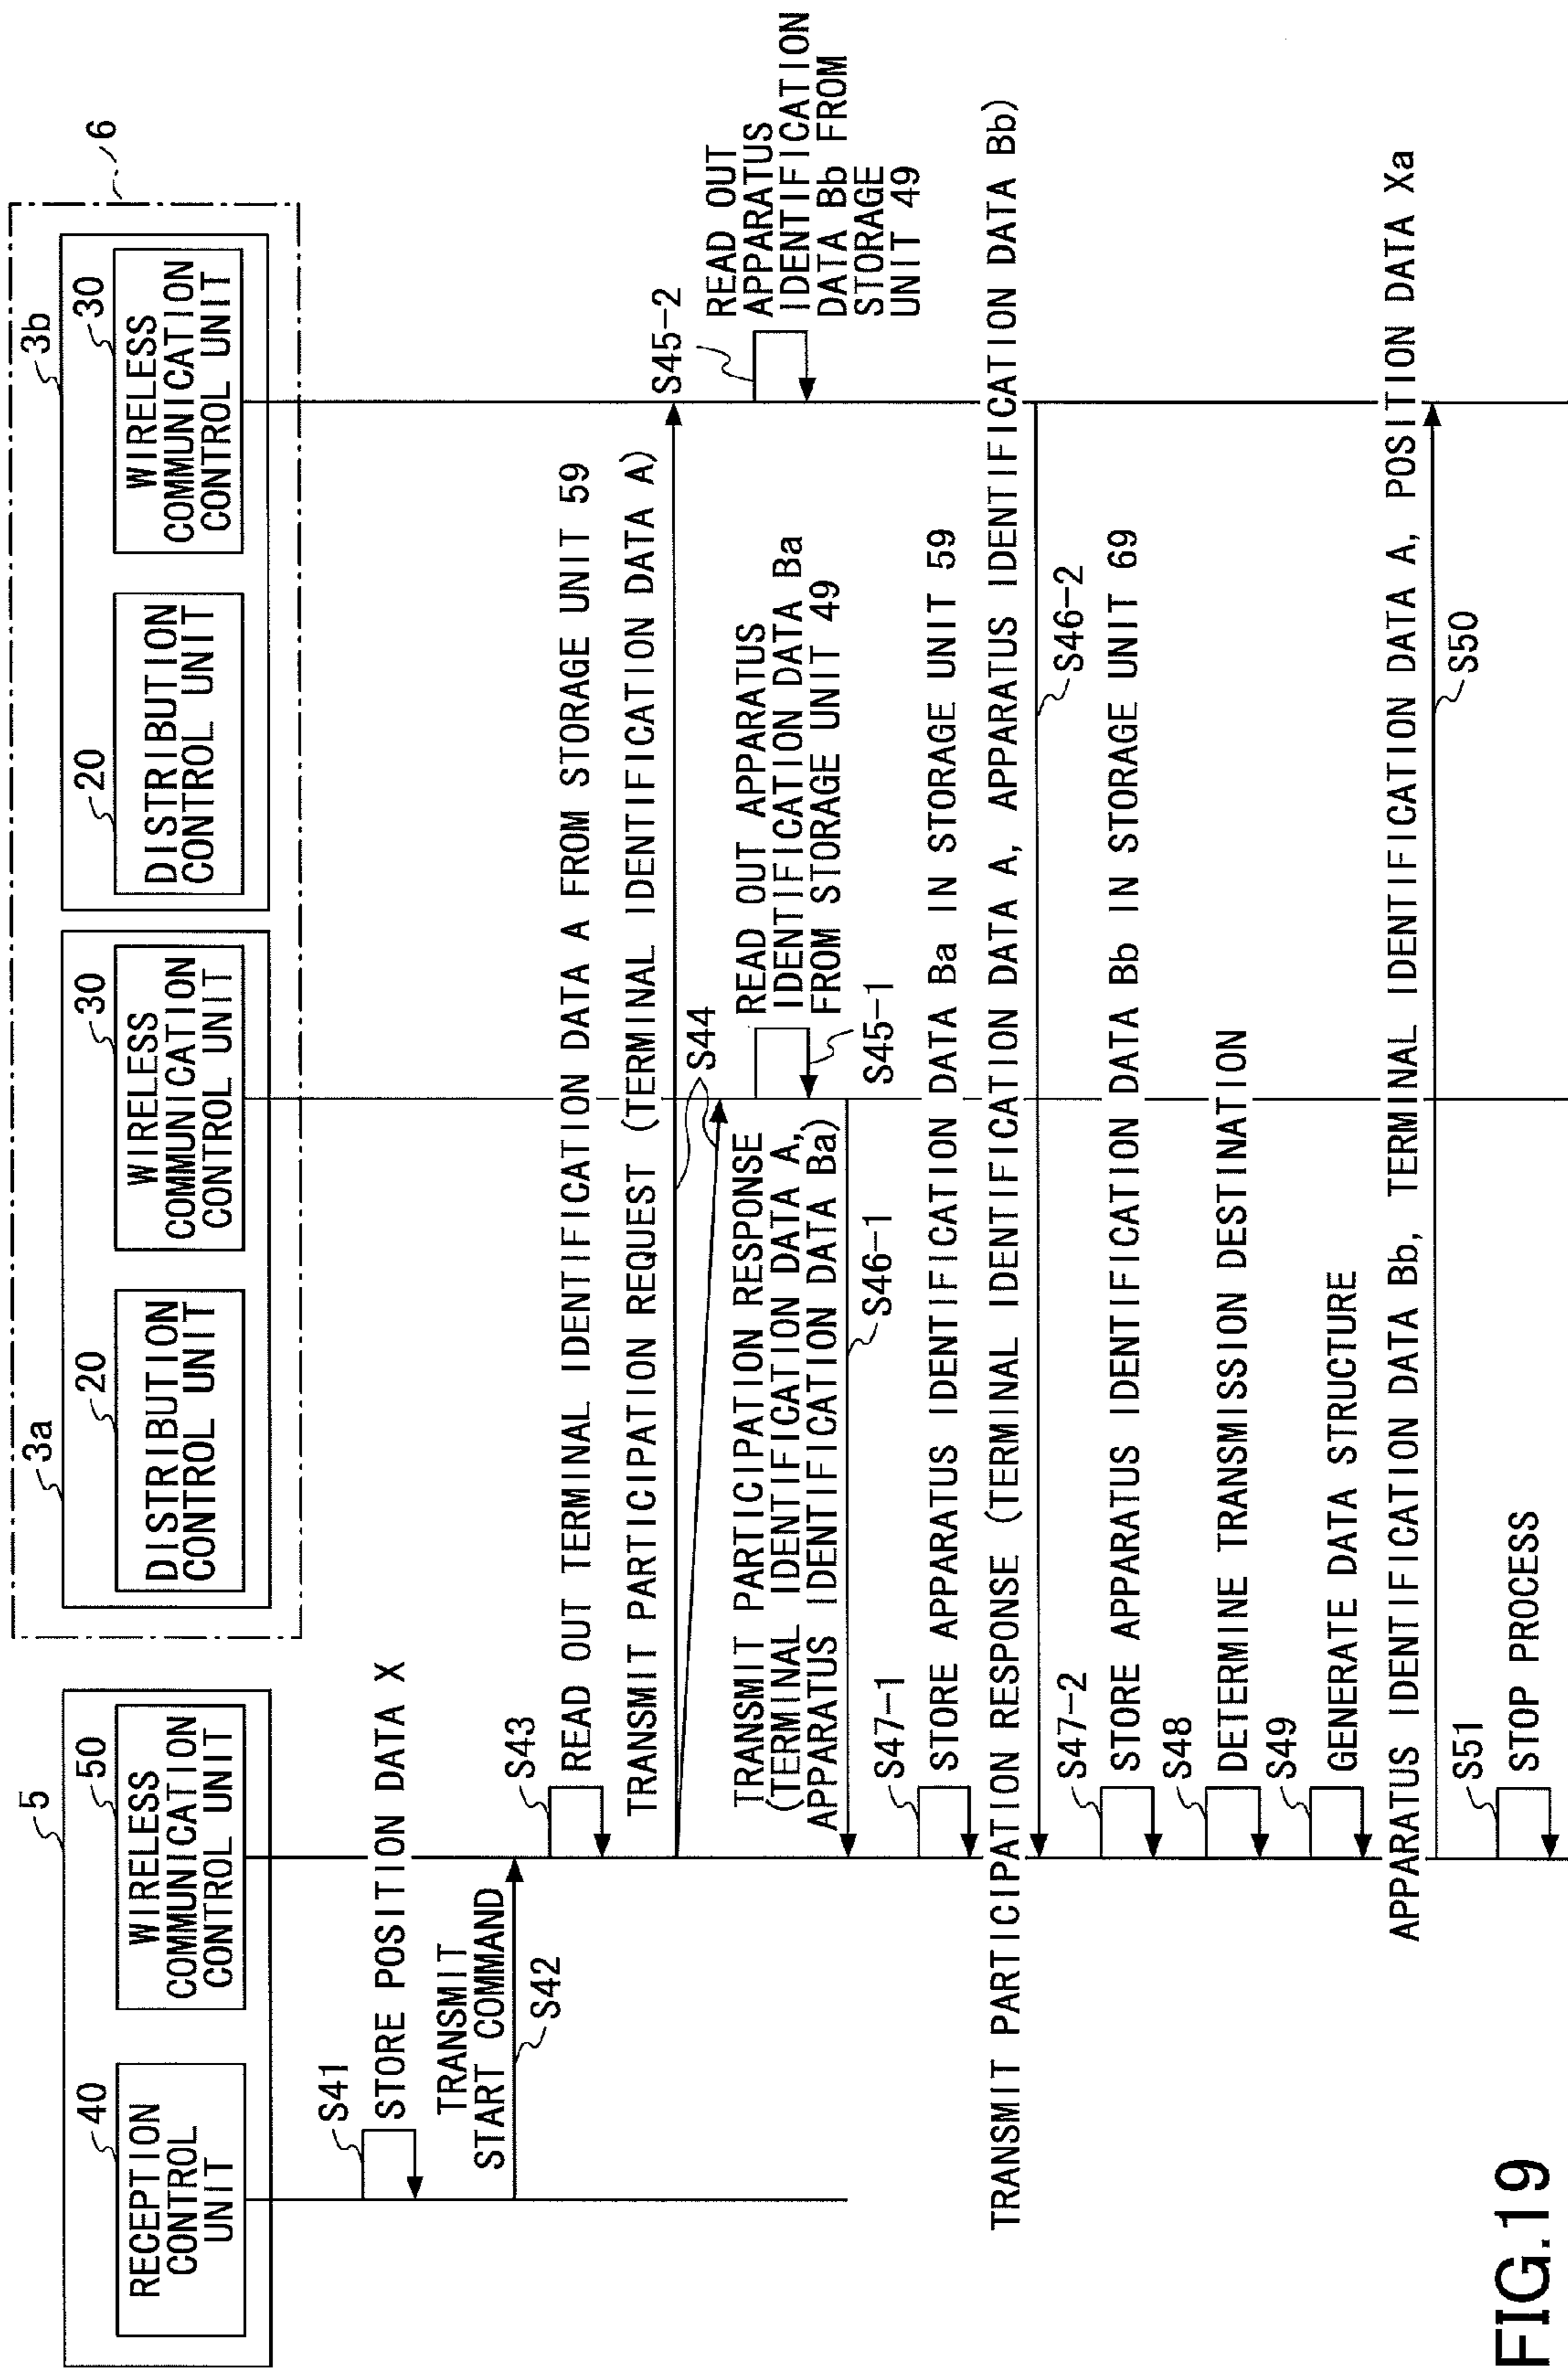 5
40
RECEPTION
CONTROL
UNIT
50
WIRELESS
COMMUNICATION
CONTROL UNIT
3a
20
DISTRIBUTION
CONTROL UNIT
30
WIRELESS
COMMUNICATION
CONTROL UNIT
3b
20
DISTRIBUTION
CONTROL UNIT
30
WIRELESS
COMMUNICATION
CONTROL UNIT
6
S41
STORE POSITION DATA X
TRANSMIT
START COMMAND
S42
S43
READ OUT TERMINAL IDENTIFICATION DATA A FROM STORAGE UNIT 59
TRANSMIT PARTICIPATION REQUEST (TERMINAL IDENTIFICATION DATA A)
S44
S45-2
READ OUT
APPARATUS
IDENTIFICATION
DATA Bb FROM
STORAGE
UNIT 49
TRANSMIT PARTICIPATION RESPONSE
(TERMINAL IDENTIFICATION DATA A,
APPARATUS IDENTIFICATION DATA Ba)
READ OUT APPARATUS
IDENTIFICATION DATA Ba
FROM STORAGE UNIT 49
S45-1
S46-1
S47-1
STORE APPARATUS IDENTIFICATION DATA Ba IN STORAGE UNIT 59
TRANSMIT PARTICIPATION RESPONSE (TERMINAL IDENTIFICATION DATA A, APPARATUS IDENTIFICATION DATA Bb)
S46-2
S47-2
STORE APPARATUS IDENTIFICATION DATA Bb IN STORAGE UNIT 69
S48
DETERMINE TRANSMISSION DESTINATION
S49
GENERATE DATA STRUCTURE
APPARATUS IDENTIFICATION DATA Bb, TERMINAL IDENTIFICATION DATA A, POSITION DATA Xa
S50
S51
STOP PROCESS
FIG.19